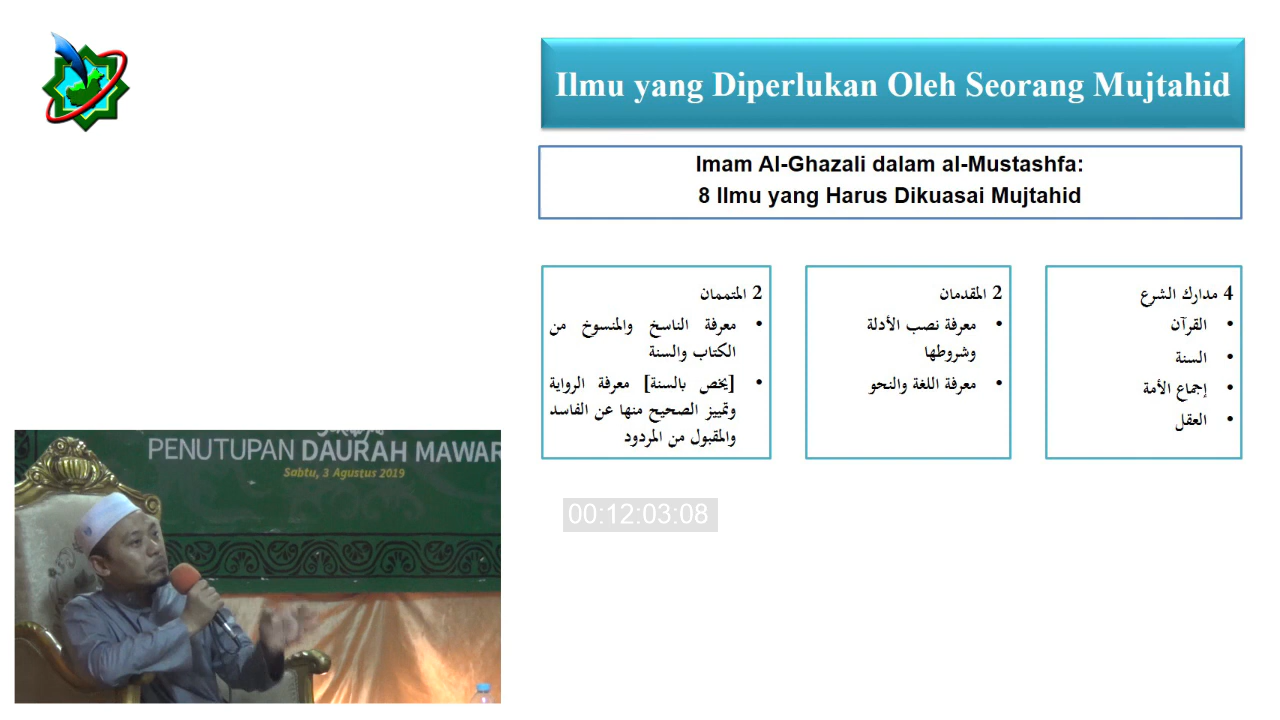 Ilmu yang Diperlukan Oleh Seorang Mujtahid
Imam Al-Ghazali dalam al-Mustashfa:
8 Ilmu yang Harus Dikuasai Mujtahid
4 مدارك الشرع
• القرآن
• السنة
• إجماع الأمة
• العقل
2 المقدمان
• معرفة نصب الأدلة
وشروطها
• معرفة اللغة والنحو
2 المتممان
• معرفة الناسخ والمنسوخ من
الكتاب والسنة
• [يخص بالسنة] معرفة الرواية
وتمييز الصحيح منها عن الفاسد
والمقبول من المردود
00:12:03:08
PENUTUPAN DAURAH MAWAR
Sabtu, 3 Agustus 2019